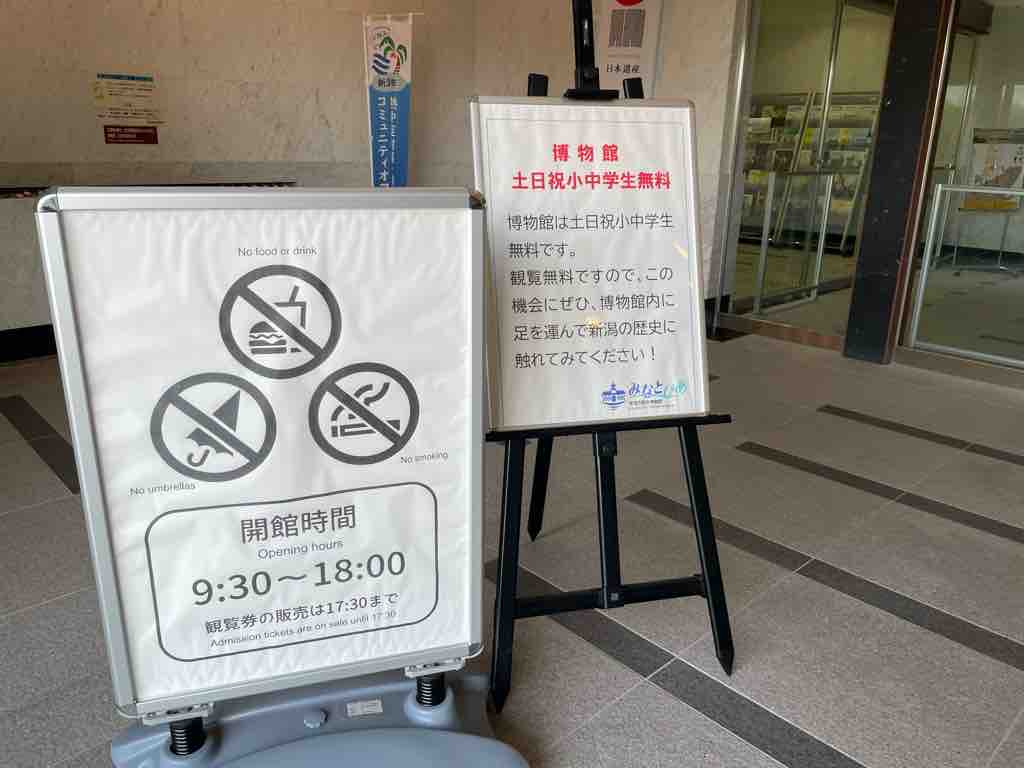 No food or drink
No umbrellas
No smoking
開館時間
Opening hours
9:30〜18:00
観覧券の販売は17:30まで
Admission tickets are on sale until 17:30
博物館
土日祝小中学生無料
博物館は土日祝小中学生
無料です。
観覧無料ですので、この
機会にぜひ、博物館内に
足を運んで新潟の歴史に
触れてみてください!
みなとぴあ
コミュニティ
日本遺産